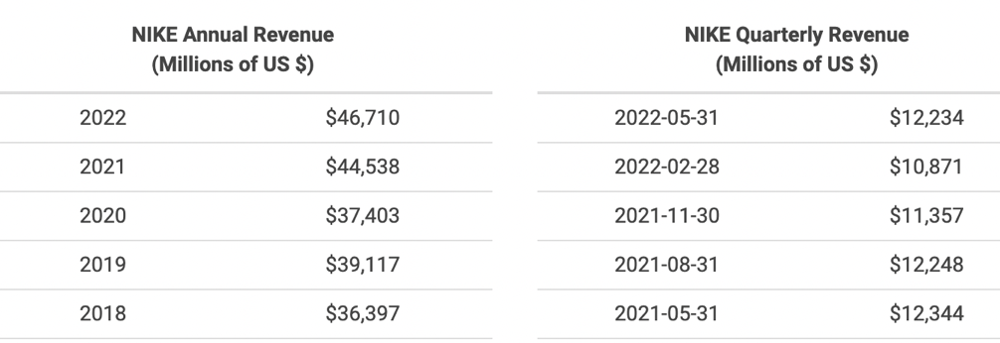 NIKE Annual Revenue
(Millions of US $)
2022 $46,710
2021 $44,538
2020 $37,403
2019 $39,117
2018 $36,397
NIKE Quarterly Revenue
(Millions of US $)
2022-05-31 $12,234
2022-02-28 $10,871
2021-11-30 $11,357
2021-08-31 $12,248
2021-05-31 $12,344